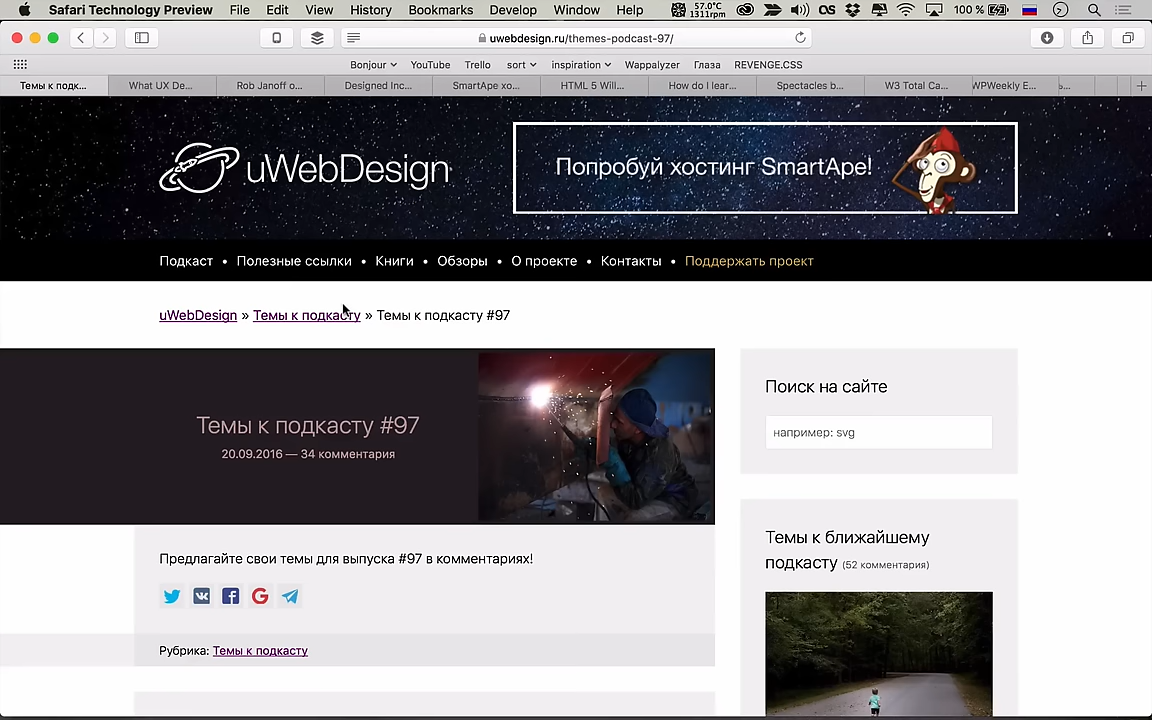 Safari Technology Preview File Edit View History Bookmarks Develop Window Help 57.0°C 1311rpm 100 %
uwebdesign.ru/themes-podcast-97/
Bonjour YouTube Trello sort inspiration Wappalyzer Глаза REVENGE.CSS
Темы к подк... What UX De... Rob Janoff o... Designed Inc... SmartApe хо... HTML 5 Will... How do I lear... Spectacles b... W3 Total Ca... WPWeekly E...
uWebDesign
Попробуй хостинг SmartApe!
Подкаст • Полезные ссылки • Книги • Обзоры • О проекте • Контакты • Поддержать проект
uWebDesign » Темы к подкасту » Темы к подкасту #97
Темы к подкасту #97
20.09.2016 — 34 комментария
Предлагайте свои темы для выпуска #97 в комментариях!
Рубрика: Темы к подкасту
Поиск на сайте
например: svg
Темы к ближайшему
подкасту (52 комментария)